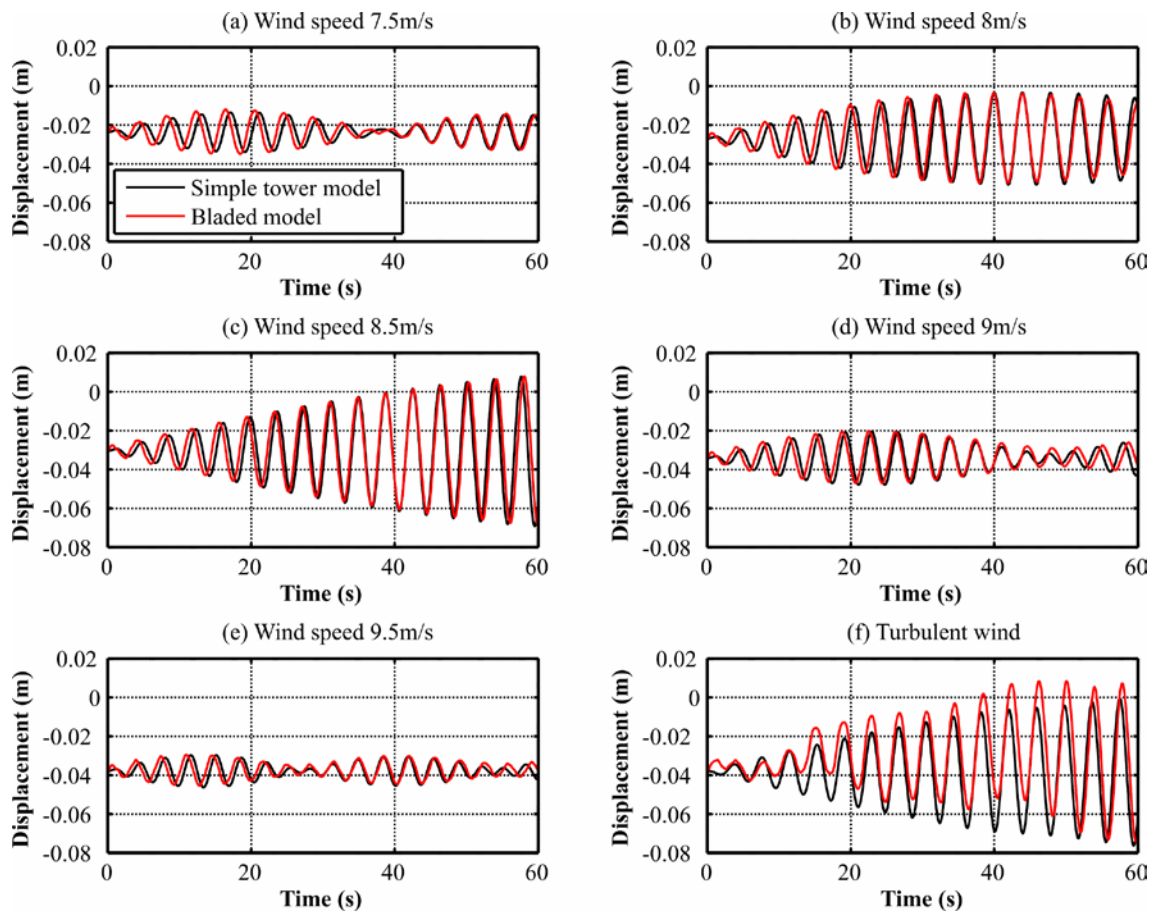 (a) Wind speed 7.5m/s
0.02
0
-0.02
-0.04
-0.06
-0.08
Displacement (m)
Simple tower model
Bladed model
0 20 40 60
Time (s)
(b) Wind speed 8m/s
0.02
0
-0.02
-0.04
-0.06
-0.08
Displacement (m)
0 20 40 60
Time (s)
(c) Wind speed 8.5m/s
0.02
0
-0.02
-0.04
-0.06
-0.08
Displacement (m)
0 20 40 60
Time (s)
(d) Wind speed 9m/s
0.02
0
-0.02
-0.04
-0.06
-0.08
Displacement (m)
0 20 40 60
Time (s)
(e) Wind speed 9.5m/s
0.02
0
-0.02
-0.04
-0.06
-0.08
Displacement (m)
0 20 40 60
Time (s)
(f) Turbulent wind
0.02
0
-0.02
-0.04
-0.06
-0.08
Displacement (m)
0 20 40 60
Time (s)